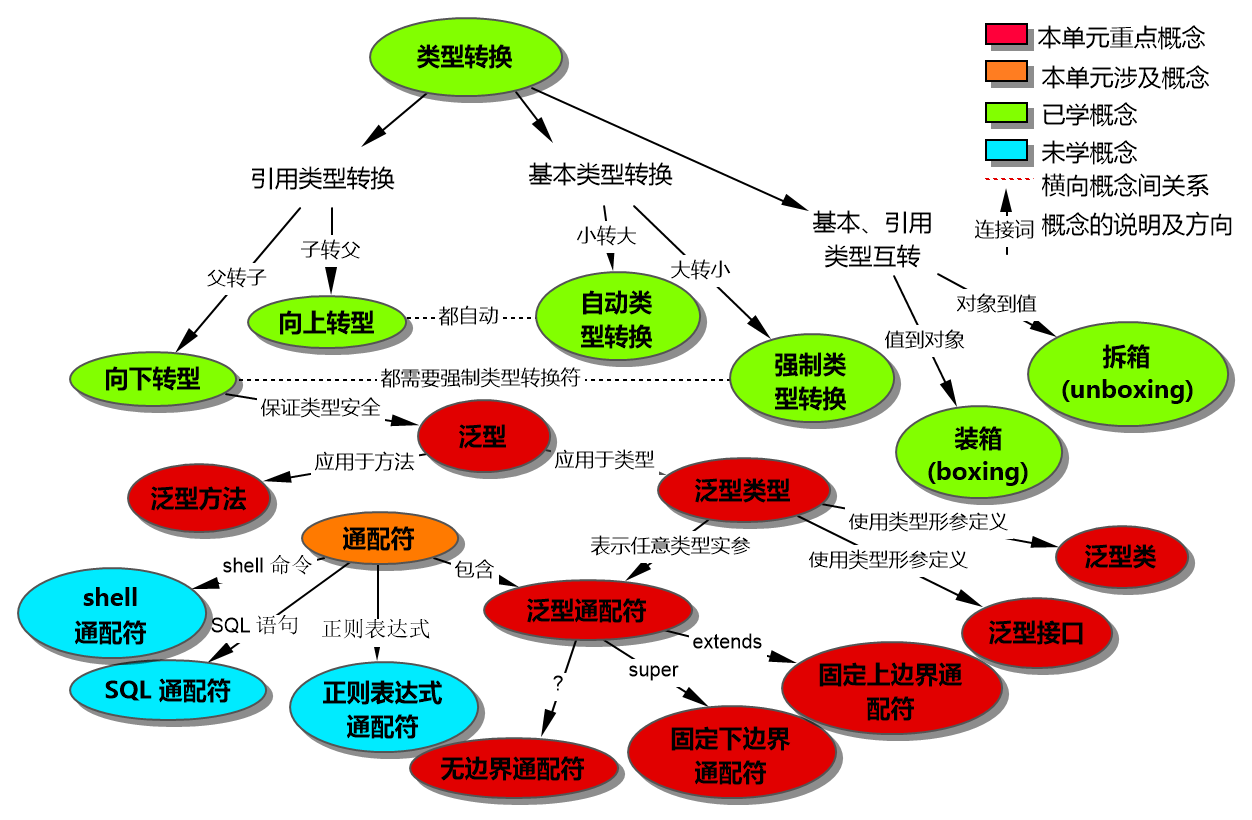 类型转换
本单元重点概念
本单元涉及概念
已学概念
未学概念
横向概念间关系
连接词
概念的说明及方向
引用类型转换
基本类型转换
基本、引用
类型互转
父转子
子转父
小转大
大转小
值到对象
对象到值
向上转型
都自动
自动类
型转换
向下转型
都需要强制类型转换符
强制类
型转换
拆箱
(unboxing)
装箱
(boxing)
保证类型安全
泛型
应用于方法
应用于类型
泛型方法
泛型类型
使用类型形参定义
使用类型形参定义
泛型类
泛型接口
通配符
表示任意类型实参
shell 命令
SQL 语句
正则表达式
包含
shell
通配符
SQL 通配符
正则表达式
通配符
泛型通配符
?
super
extends
无边界通配符
固定下边界
通配符
固定上边界通
配符